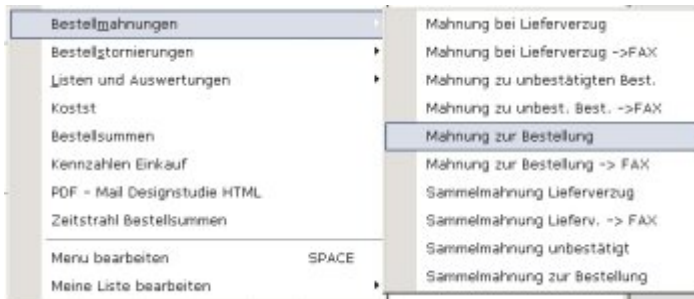 Bestellmahnungen
Bestellstornierungen
Listen und Auswertungen
Kostst
Bestellsummen
Kennzahlen Einkauf
PDF - Mail Designstudie HTML
Zeitstrahl Bestellsummen
Menu bearbeiten SPACE
Meine Liste bearbeiten
Mahnung bei Lieferverzug
Mahnung bei Lieferverzug ->FAX
Mahnung zu unbestätigten Best.
Mahnung zu unbest. Best. ->FAX
Mahnung zur Bestellung
Mahnung zur Bestellung -> FAX
Sammelmahnung Lieferverzug
Sammelmahnung Lieferv. -> FAX
Sammelmahnung unbestätigt
Sammelmahnung zur Bestellung